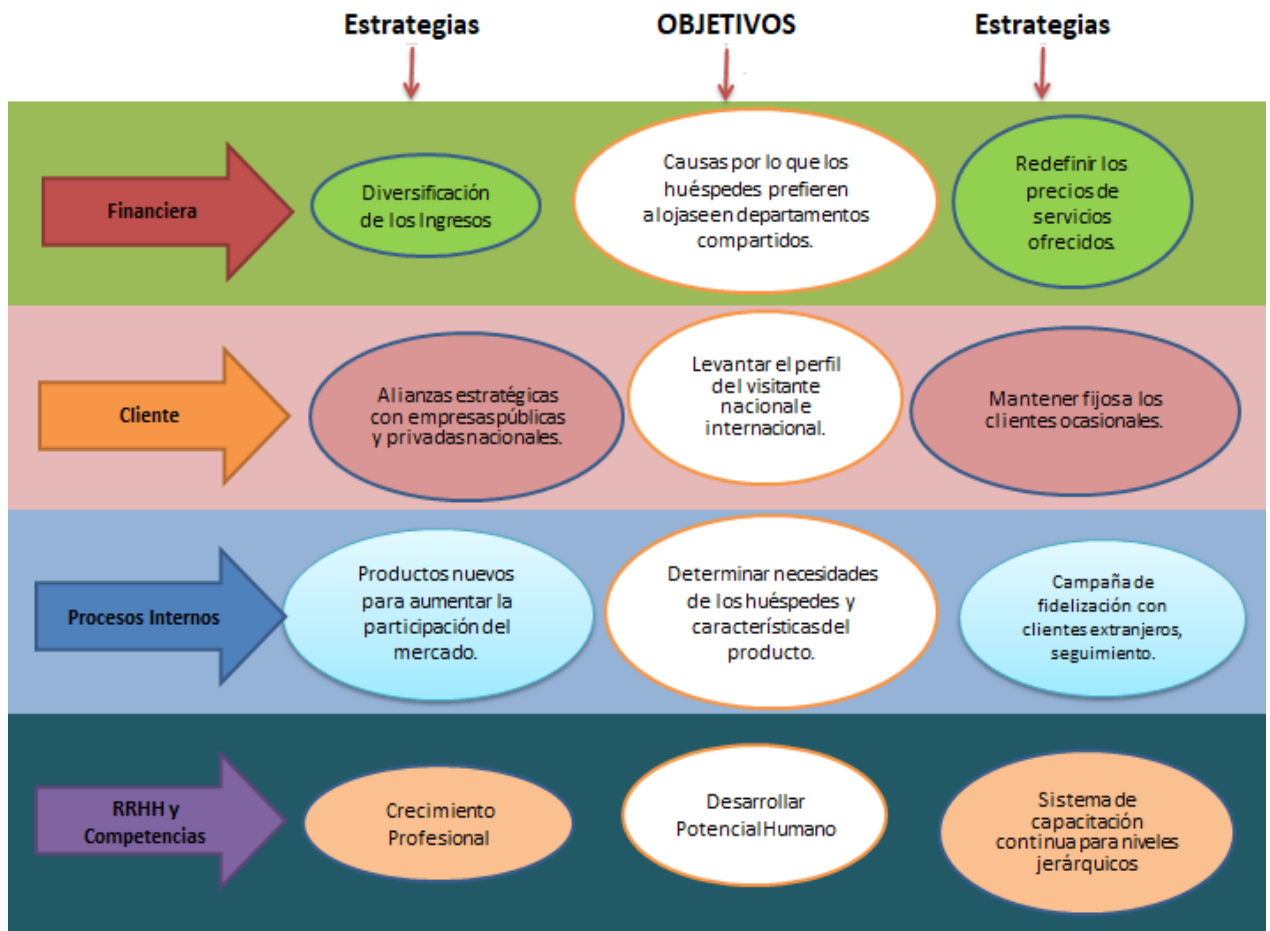 Estrategias
OBJETIVOS
Estrategias
Financiera
Diversificación
de los Ingresos
Causas por lo que los
huéspedes prefieren
alojaseen departamentos
compartidos.
Redefinir los
precios de
servicios
ofrecidos.
Cliente
Alianzas estratégicas
con empresas públicas
y privadas nacionales.
Levantar el perfil
del visitante
nacional e
internacional.
Mantener fijos a los
clientes ocasionales.
Procesos Internos
Productos nuevos
para aumentar la
participación del
mercado.
Determinar necesidades
de los huéspedes y
características del
producto.
Campaña de
fidelización con
clientes extranjeros,
seguimiento.
RRHH y
Competencias
Crecimiento
Profesional
Desarrollar
Potencial Humano
Sistema de
capacitación
continua para niveles
jerárquicos